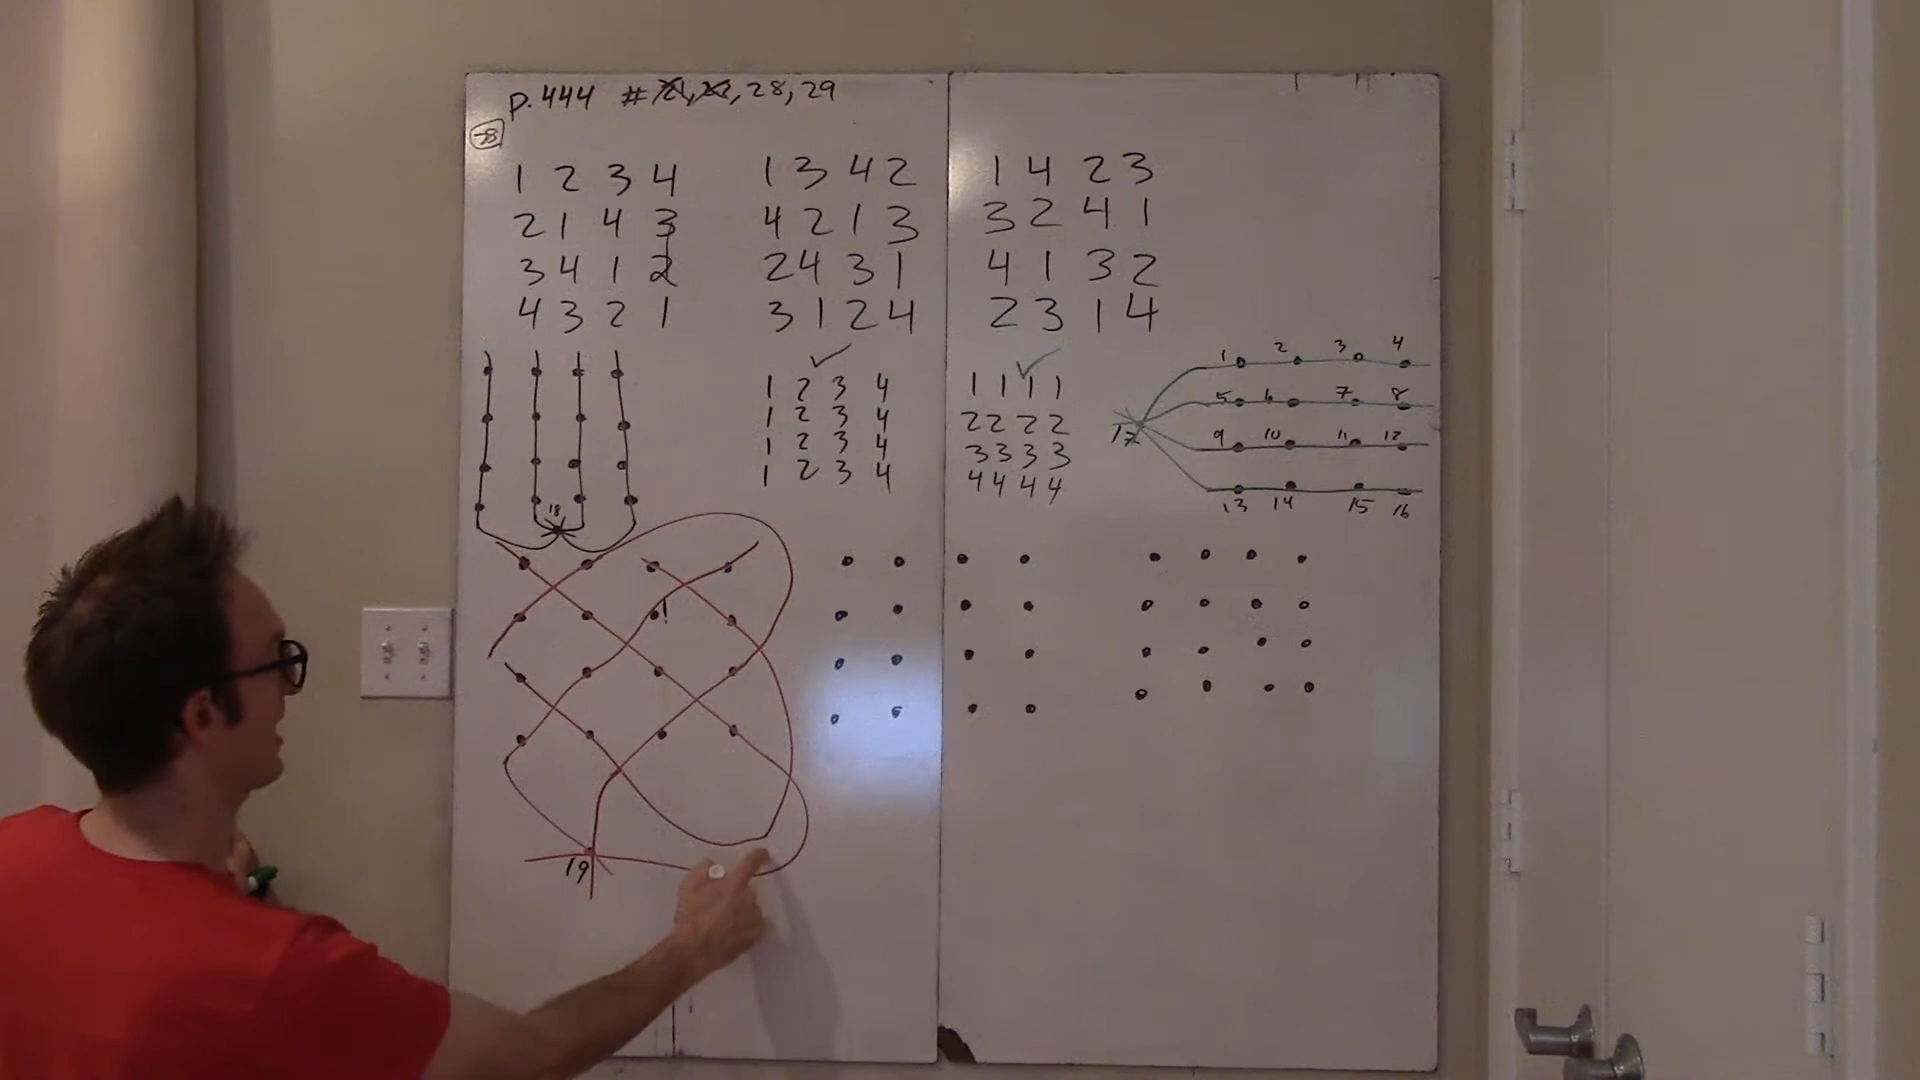 p. 444 # 21, 22, 28, 29
28
1 2 3 4
2 1 4 3
3 4 1 2
4 3 2 1
1 3 4 2
4 2 1 3
2 4 3 1
3 1 2 4
1 4 2 3
3 2 4 1
4 1 3 2
2 3 1 4
18
✓
1 2 3 4
1 2 3 4
1 2 3 4
1 2 3 4
✓
1 1 1 1
2 2 2 2
3 3 3 3
4 4 4 4
1 2 3 4
5 6 7 8
17
9 10 11 12
13 14 15 16
!
19